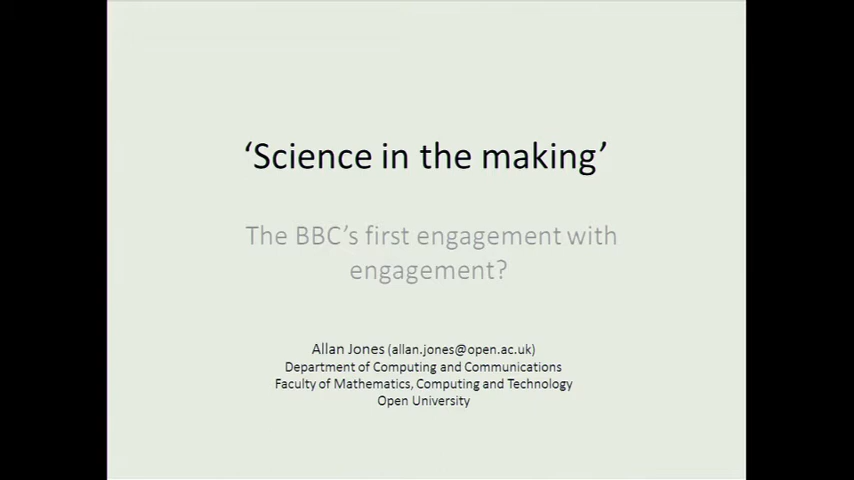 ‘Science in the making’
The BBC’s first engagement with
engagement?
Allan Jones (allan.jones@open.ac.uk)
Department of Computing and Communications
Faculty of Mathematics, Computing and Technology
Open University